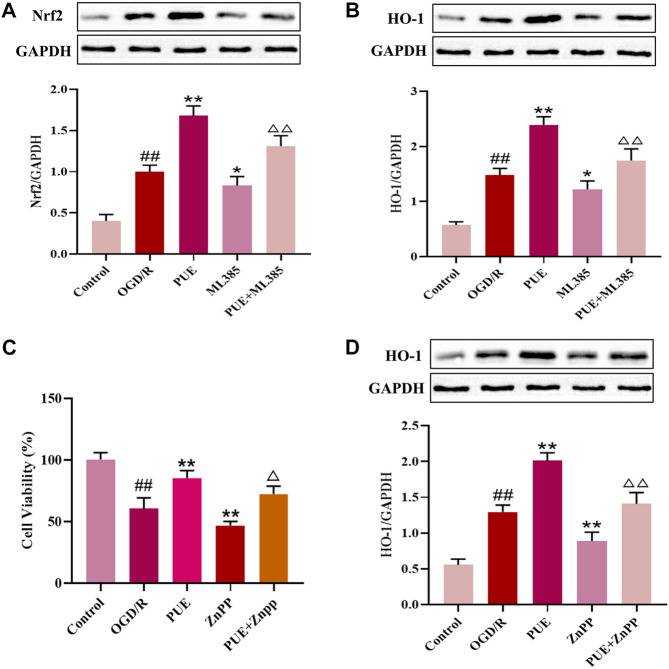 A
Nrf2
GAPDH
Nrf2/GAPDH
2.0
1.5
1.0
0.5
0.0
##
**
*
△△
Control
OGD/R
PUE
ML385
PUE+ML385
B
HO-1
GAPDH
HO-1/GAPDH
3
2
1
0
##
**
*
△△
Control
OGD/R
PUE
ML385
PUE+ML385
C
Cell Viability (%)
150
100
50
0
##
**
**
△
Control
OGD/R
PUE
ZnPP
PUE+Znpp
D
HO-1
GAPDH
HO-1/GAPDH
2.5
2.0
1.5
1.0
0.5
0.0
##
**
**
△△
Control
OGD/R
PUE
ZnPP
PUE+ZnPP